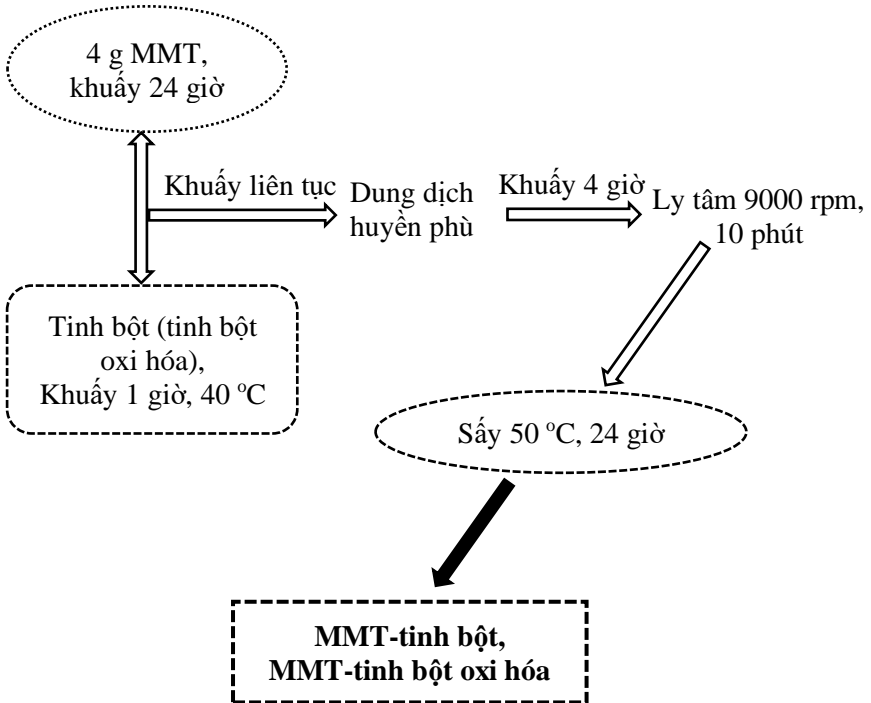 4 g MMT,
khuấy 24 giờ
Khuấy liên tục
Dung dịch
huyền phù
Khuấy 4 giờ
Ly tâm 9000 rpm,
10 phút
Tinh bột (tinh bột
oxi hóa),
Khuấy 1 giờ, 40 °C
Sấy 50 °C, 24 giờ
MMT-tinh bột,
MMT-tinh bột oxi hóa